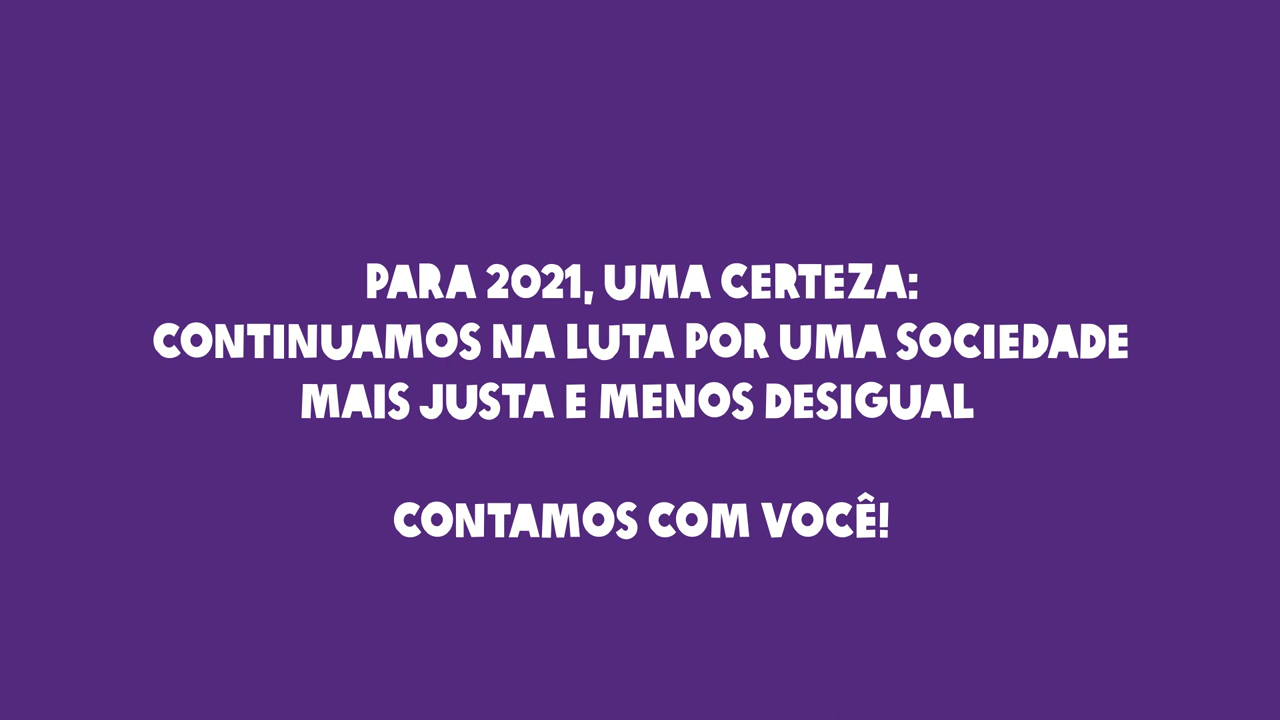 PARA 2021, UMA CERTEZA:
CONTINUAMOS NA LUTA POR UMA SOCIEDADE
MAIS JUSTA E MENOS DESIGUAL
CONTAMOS COM VOCÊ!